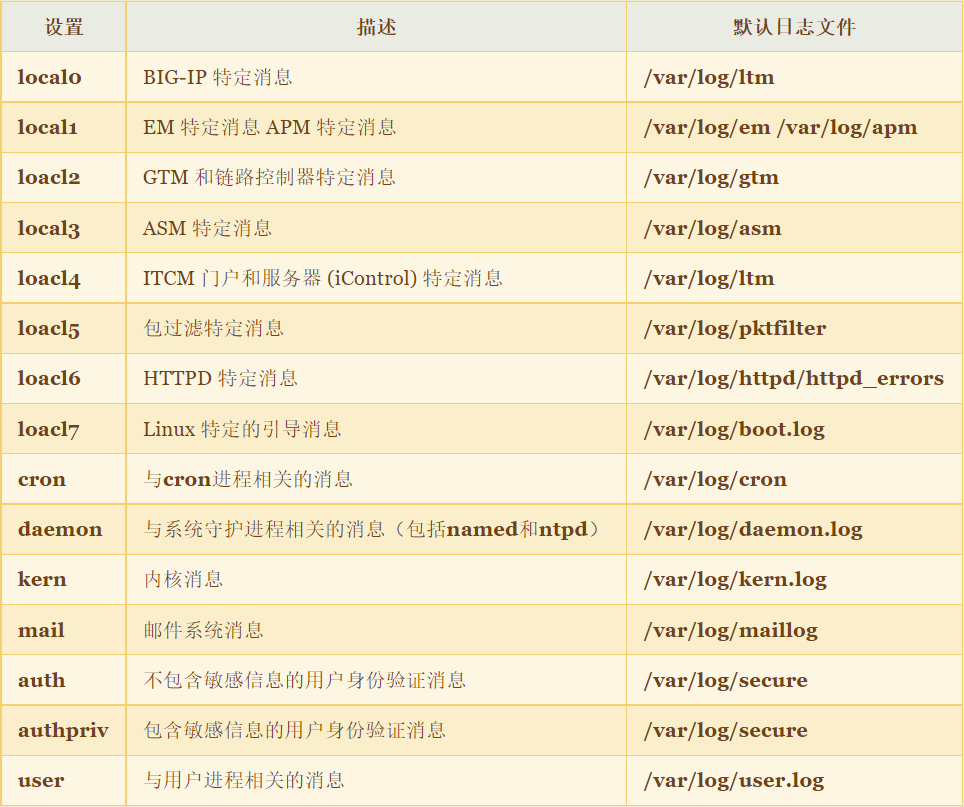 设置 描述 默认日志文件
local0 BIG-IP 特定消息 /var/log/ltm
local1 EM 特定消息 APM 特定消息 /var/log/em /var/log/apm
loacl2 GTM 和链路控制器特定消息 /var/log/gtm
local3 ASM 特定消息 /var/log/asm
loacl4 ITCM 门户和服务器 (iControl) 特定消息 /var/log/ltm
loacl5 包过滤特定消息 /var/log/pktfilter
loacl6 HTTPD 特定消息 /var/log/httpd/httpd_errors
loacl7 Linux 特定的引导消息 /var/log/boot.log
cron 与cron进程相关的消息 /var/log/cron
daemon 与系统守护进程相关的消息（包括named和ntpd） /var/log/daemon.log
kern 内核消息 /var/log/kern.log
mail 邮件系统消息 /var/log/maillog
auth 不包含敏感信息的用户身份验证消息 /var/log/secure
authpriv 包含敏感信息的用户身份验证消息 /var/log/secure
user 与用户进程相关的消息 /var/log/user.log